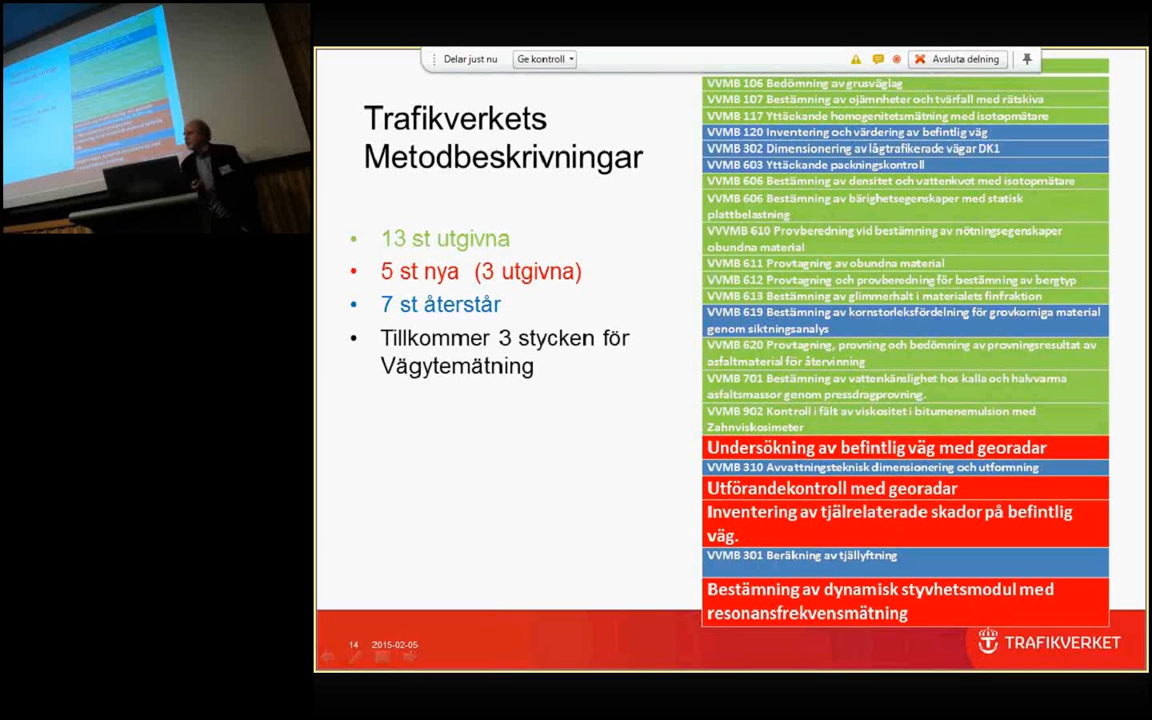 Delar just nu
Ge kontroll
Avsluta delning
Trafikverkets
Metodbeskrivningar
• 13 st utgivna
• 5 st nya (3 utgivna)
• 7 st återstår
• Tillkommer 3 stycken för
Vägytemätning
VVMB 106 Bedömning av grusväglag
VVMB 107 Bestämning av ojämnheter och tvärfall med rätskiva
VVMB 117 Yttäckande homogenitetsmätning med isotopmätare
VVMB 120 Inventering och värdering av befintlig väg
VVMB 302 Dimensionering av lågtrafikerade vägar DK1
VVMB 603 Yttäckande packningskontroll
VVMB 606 Bestämning av densitet och vattenkvot med isotopmätare
VVMB 606 Bestämning av bärighetsegenskaper med statisk
plattbelastning
VVVMB 610 Provberedning vid bestämning av nötningsegenskaper
obundna material
VVMB 611 Provtagning av obundna material
VVMB 612 Provtagning och provberedning för bestämning av bergtyp
VVMB 613 Bestämning av glimmerhalt i materialets finfraktion
VVMB 619 Bestämning av kornstorleksfördelning för grovkorniga material
genom siktningsanalys
VVMB 620 Provtagning, provning och bedömning av provningsresultat av
asfaltmaterial för återvinning
VVMB 701 Bestämning av vattenkänslighet hos kalla och halvvarma
asfaltsmassor genom pressdragprovning.
VVMB 902 Kontroll i fält av viskositet i bitumenemulsion med
Zahnviskosimeter
Undersökning av befintlig väg med georadar
VVMB 310 Avvattningsteknisk dimensionering och utformning
Utförandekontroll med georadar
Inventering av tjälrelaterade skador på befintlig
väg.
VVMB 301 Beräkning av tjällyftning
Bestämning av dynamisk styvhetsmodul med
resonansfrekvensmätning
14 2015-02-05
TRAFIKVERKET